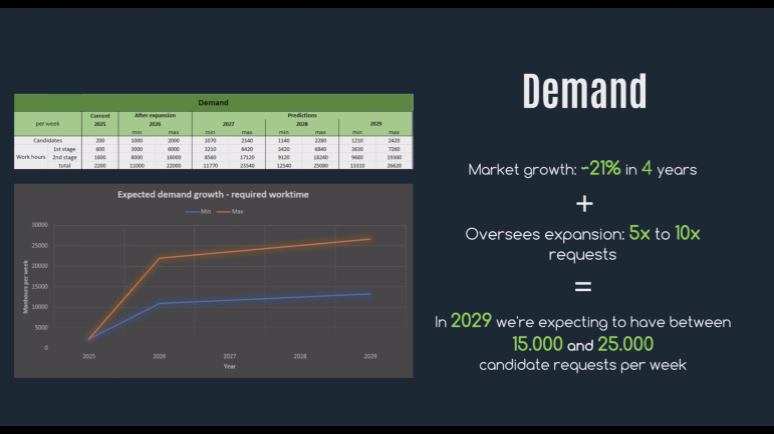 Demand
Demand
Current After expansion Predictions
per week 2025 2026 2027 2028 2029
min max min max min max min max
Candidates 200 1000 2000 1070 2140 1140 2280 1210 2420
1st stage 600 3000 6000 3210 6420 3420 6840 3630 7260
Work hours 2nd stage 1600 8000 16000 8560 17120 9120 18240 9680 19360
total 2200 11000 22000 11770 23540 12540 25080 13310 26620
Expected demand growth - required worktime
Min Max
30000
25000
20000
15000
10000
5000
0
Manhours per week
2025 2026 2027 2028 2029
Year
Market growth: ~21% in 4 years
+
Oversees expansion: 5x to 10x
requests
=
In 2029 we're expecting to have between
15.000 and 25.000
candidate requests per week